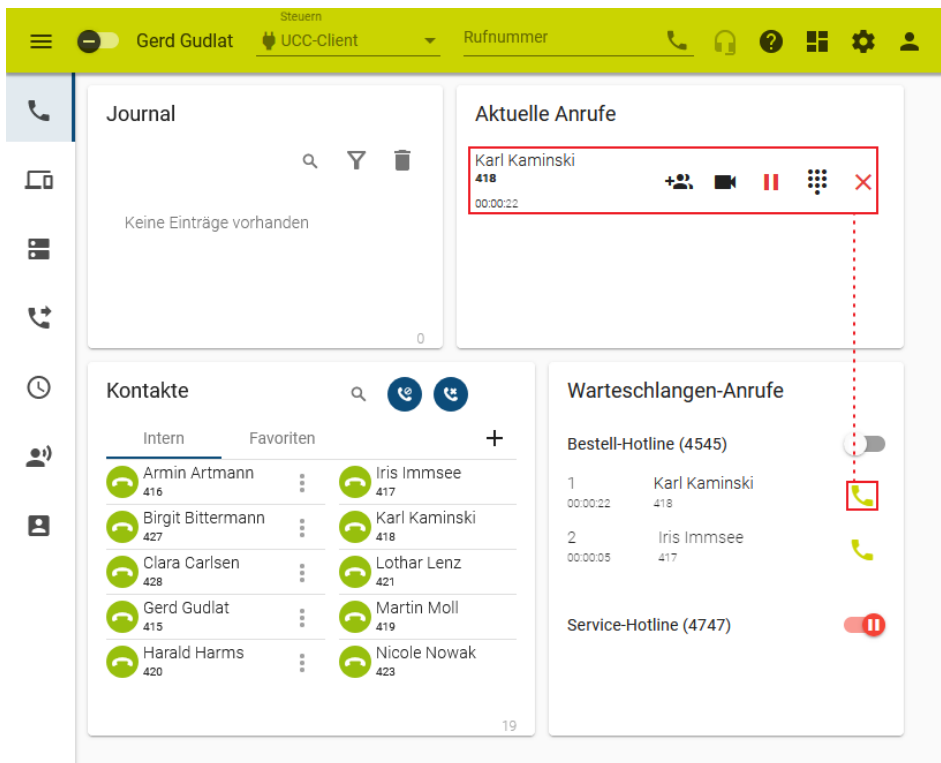 Steuern
Gerd Gudlat
UCC-Client
Rufnummer
Journal
Keine Einträge vorhanden
0
Aktuelle Anrufe
Karl Kaminski
418
00:00:22
Kontakte
Intern
Favoriten
Armin Artmann
416
Iris Immsee
417
Birgit Bittermann
427
Karl Kaminski
418
Clara Carlsen
428
Lothar Lenz
421
Gerd Gudlat
415
Martin Moll
419
Harald Harms
420
Nicole Nowak
423
19
Warteschlangen-Anrufe
Bestell-Hotline (4545)
1 Karl Kaminski
00:00:22 418
2 Iris Immsee
00:00:05 417
Service-Hotline (4747)